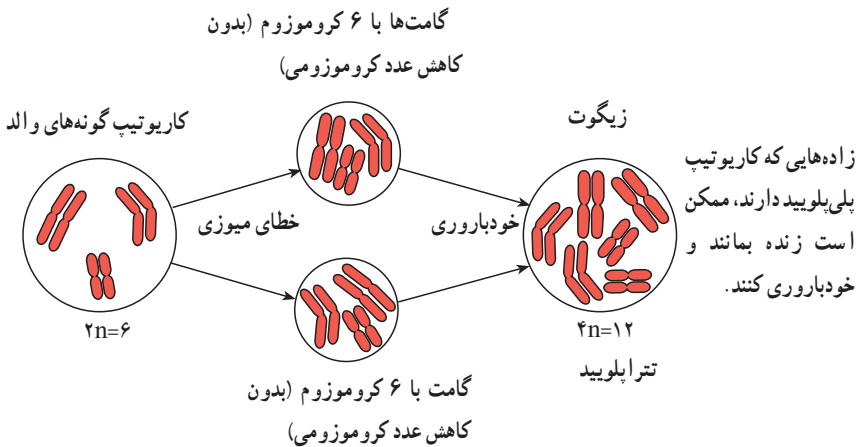 گامت‌ها با ۶ کروموزوم (بدون
کاهش عدد کروموزومی)
کاریوتیپ گونه‌های والد
زیگوت
زاده‌هایی که کاریوتیپ
پلی‌پلویید دارند، ممکن
است زنده بمانند و
خودباروری کنند.
خطای میوزی
خودباروری
۲n=۶
۴n=۱۲
تتراپلویید
گامت با ۶ کروموزوم (بدون
کاهش عدد کروموزومی)